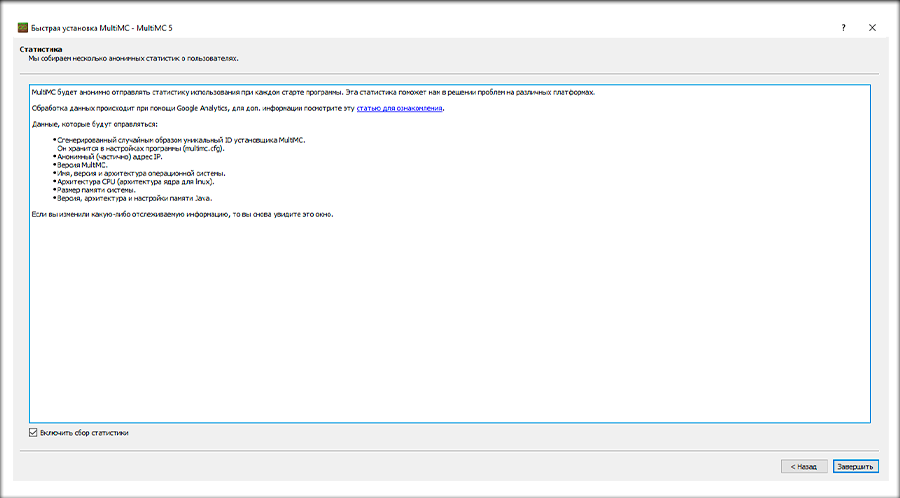 Быстрая установка MultiMC - MultiMC 5
?
Статистика
Мы собираем несколько анонимных статистик о пользователях.
MultiMC будет анонимно отправлять статистику использования при каждом старте программы. Эта статистика поможет нам в решении проблем на различных платформах.
Обработка данных происходит при помощи Google Analytics, для доп. информации посмотрите эту статью для ознакомления.
Данные, которые будут оправляться:
• Сгенерированный случайным образом уникальный ID установщика MultMC.
Он хранится в настройках программы (multimc.cfg).
• Анонимный (частично) адрес IP.
• Версия MultMC.
• Имя, версия и архитектура операционной системы.
• Архитектура CPU (архитектура ядра для linux).
• Размер памяти системы.
• Версия, архитектура и настройки памяти Java.
Если вы изменили какую-либо отслеживаемую информацию, то вы снова увидите это окно.
Включить сбор статистики
< Назад
Завершить